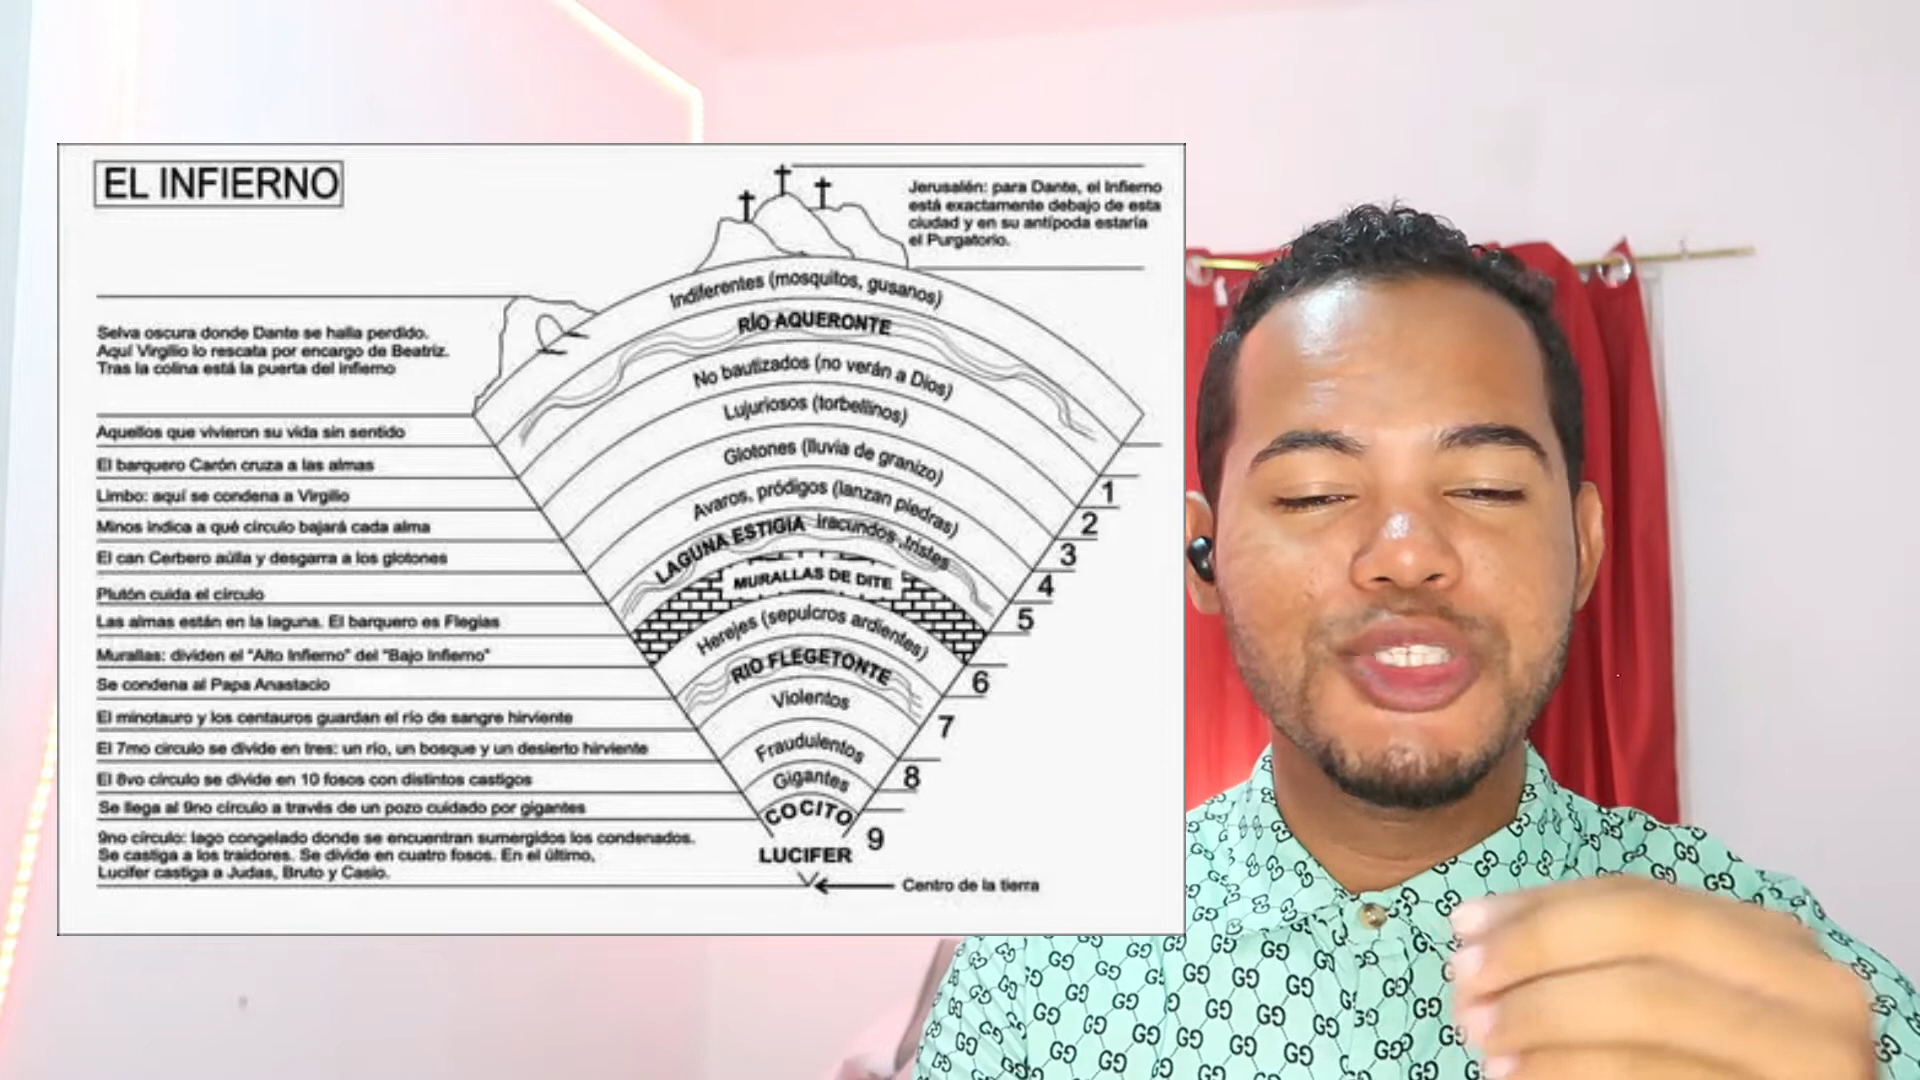 EL INFIERNO
Jerusalén: para Dante, el Infierno
está exactamente debajo de esta
ciudad y en su antípoda estaría
el Purgatorio.
Selva oscura donde Dante se halla perdido.
Aquí Virgilio lo rescata por encargo de Beatriz.
Tras la colina está la puerta del infierno
Aquellos que vivieron su vida sin sentido
El barquero Carón cruza a las almas
Limbo: aquí se condena a Virgilio
Minos indica a qué círculo bajará cada alma
El can Cerbero aúlla y desgarra a los glotones
Plutón cuida el círculo
Las almas están en la laguna. El barquero es Flegias
Murallas: dividen el "Alto Infierno" del "Bajo Infierno"
Se condena al Papa Anastacio
El minotauro y los centauros guardan el río de sangre hirviente
El 7mo círculo se divide en tres: un río, un bosque y un desierto hirviente
El 8vo círculo se divide en 10 fosos con distintos castigos
Se llega al 9no círculo a través de un pozo cuidado por gigantes
9no círculo: lago congelado donde se encuentran sumergidos los condenados.
Se castiga a los traidores. Se divide en cuatro fosos. En el último,
Lucifer castiga a Judas, Bruto y Casio.
Indiferentes (mosquitos, gusanos)
RÍO AQUERONTE
No bautizados (no verán a Dios)
Lujuriosos (torbellinos)
Glotones (lluvia de granizo)
Avaros, pródigos (lanzan piedras)
LAGUNA ESTIGIA Iracundos, tristes
MURALLAS DE DITE
Herejes (sepulcros ardientes)
RIO FLEGETONTE
Violentos
Fraudulentos
Gigantes
COCITO
LUCIFER
Centro de la tierra
1
2
3
4
5
6
7
8
9